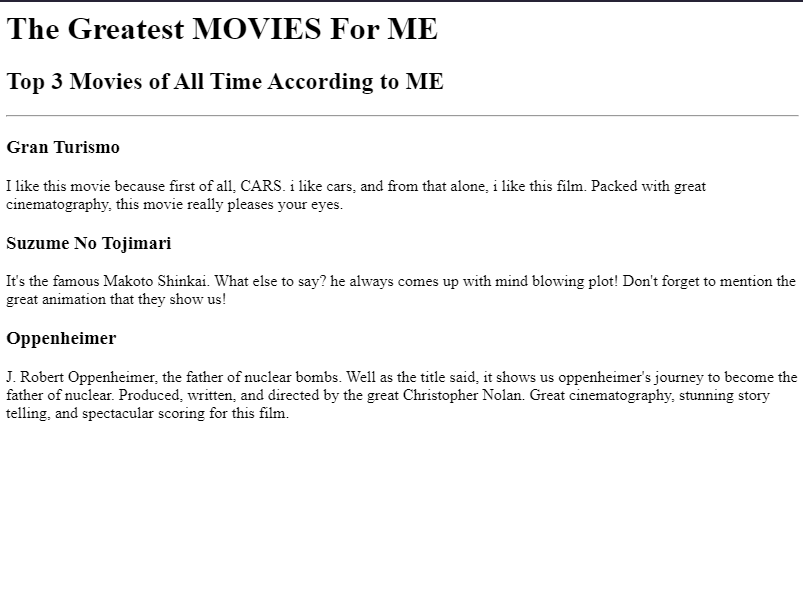 The Greatest MOVIES For ME
Top 3 Movies of All Time According to ME
Gran Turismo
I like this movie because first of all, CARS. i like cars, and from that alone, i like this film. Packed with great
cinematography, this movie really pleases your eyes.
Suzume No Tojimari
It's the famous Makoto Shinkai. What else to say? he always comes up with mind blowing plot! Don't forget to mention the
great animation that they show us!
Oppenheimer
J. Robert Oppenheimer, the father of nuclear bombs. Well as the title said, it shows us oppenheimer's journey to become the
father of nuclear. Produced, written, and directed by the great Christopher Nolan. Great cinematography, stunning story
telling, and spectacular scoring for this film.